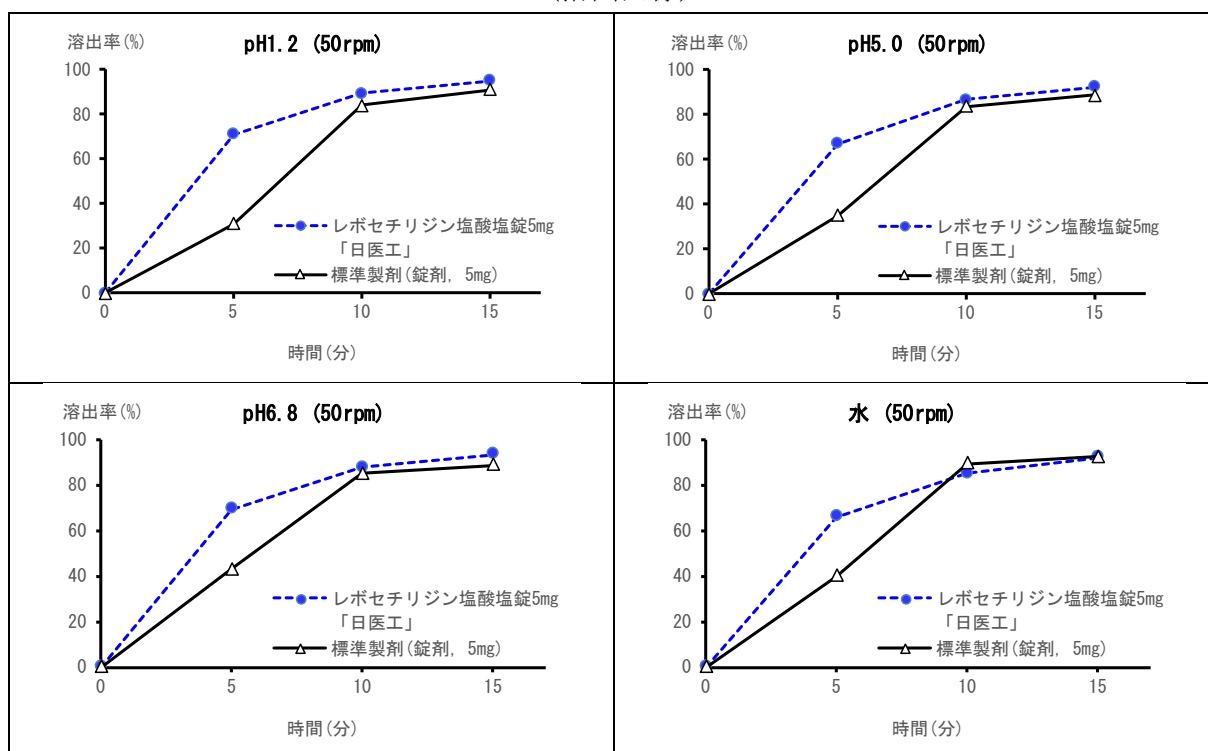 溶出率(%)
pH1.2 (50rpm)
100
80
60
40
20
0
0 5 10 15
時間(分)
レボセチリジン塩酸塩錠5mg
「日医工」
標準製剤(錠剤, 5mg)
溶出率(%)
pH5.0 (50rpm)
100
80
60
40
20
0
0 5 10 15
時間(分)
レボセチリジン塩酸塩錠5mg
「日医工」
標準製剤(錠剤, 5mg)
溶出率(%)
pH6.8 (50rpm)
100
80
60
40
20
0
0 5 10 15
時間(分)
レボセチリジン塩酸塩錠5mg
「日医工」
標準製剤(錠剤, 5mg)
溶出率(%)
水 (50rpm)
100
80
60
40
20
0
0 5 10 15
時間(分)
レボセチリジン塩酸塩錠5mg
「日医工」
標準製剤(錠剤, 5mg)